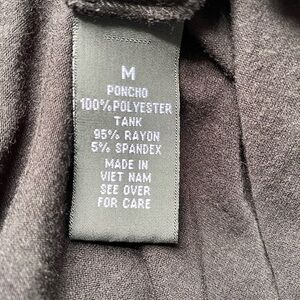 M
PONCHO
100% POLYESTER
TANK
95% RAYON
5% SPANDEX
MADE IN
VIET NAM
SEE OVER
FOR CARE